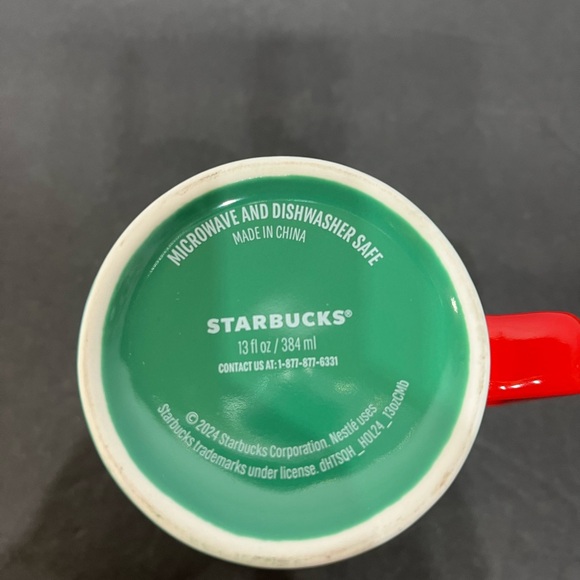 MICROWAVE AND DISHWASHER SAFE
MADE IN CHINA
STARBUCKS®
13 fl oz / 384 ml
CONTACT US AT: 1-877-877-6331
© 2024 Starbucks Corporation. Nestlé uses
Starbucks trademarks under license. dHTSQH_HOL24_13ozCMb